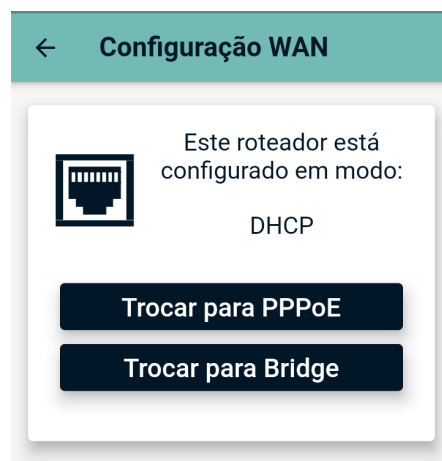 Configuração WAN
Este roteador está
configurado em modo:
DHCP
Trocar para PPPoE
Trocar para Bridge